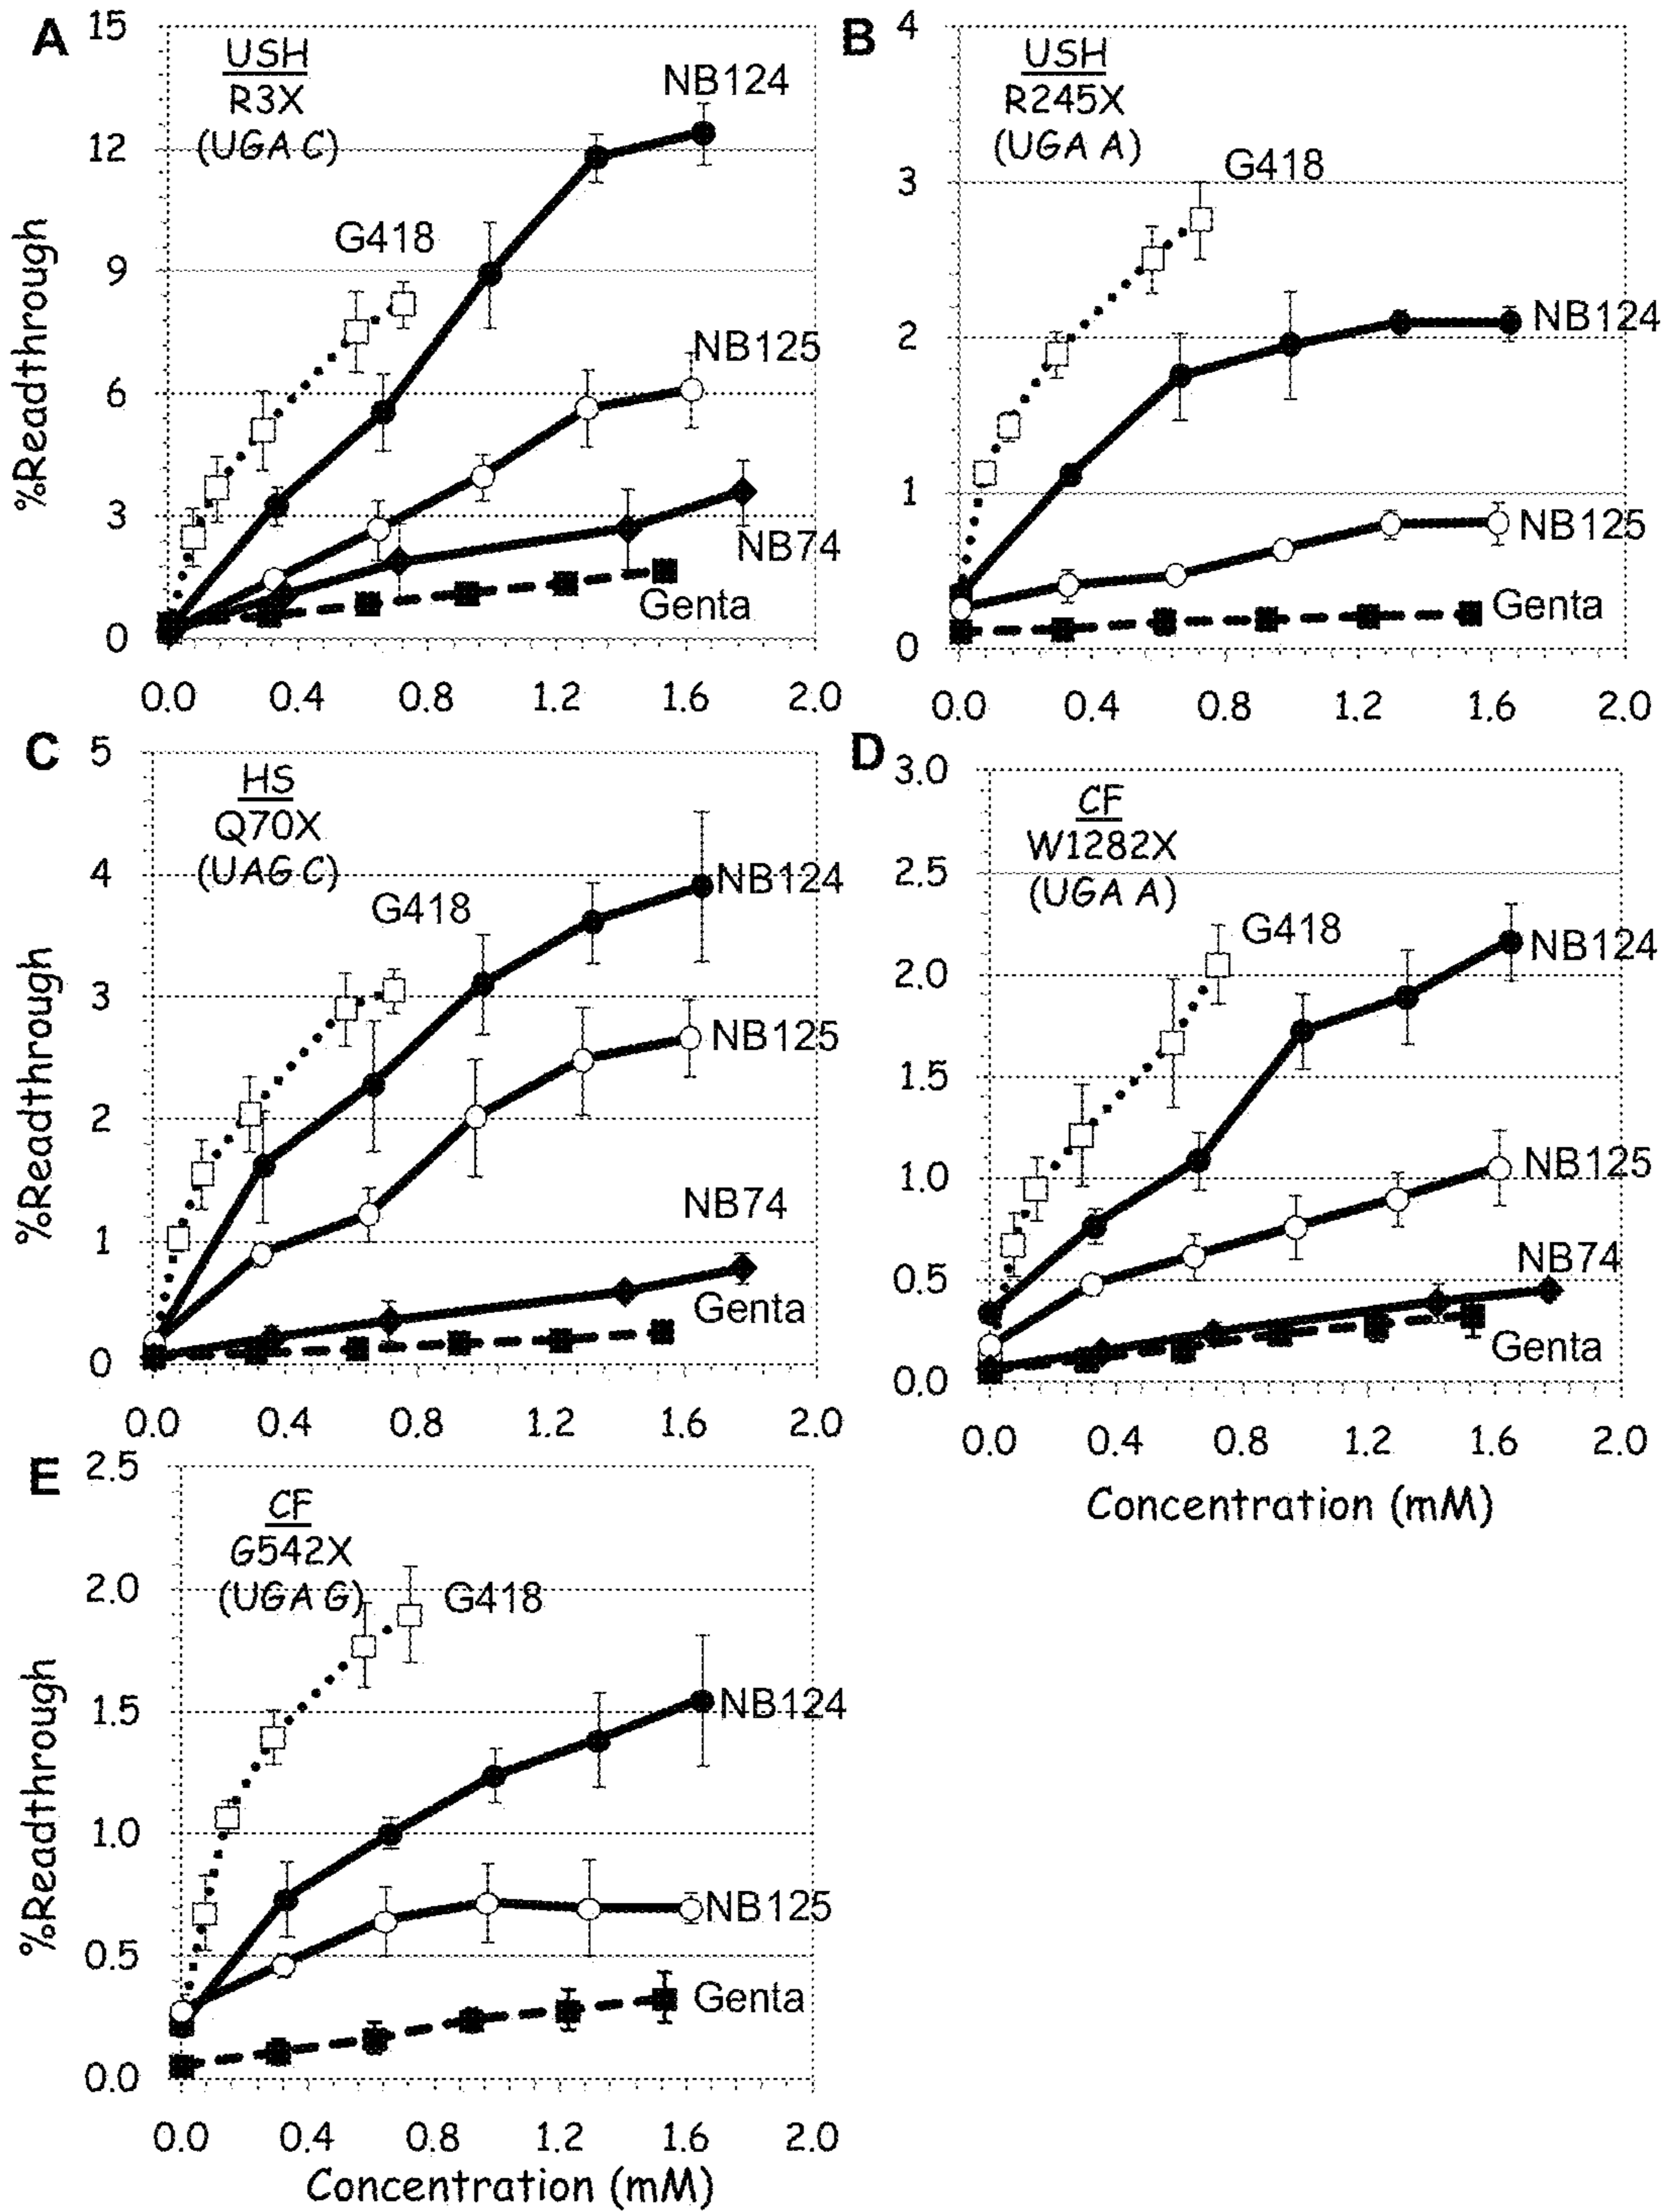 A
15
12
9
6
3
0
%Readthrough
USH
R3X
(UGA C)
NB124
G418
NB125
NB74
Genta
0.0 0.4 0.8 1.2 1.6 2.0
B
4
3
2
1
0
USH
R245X
(UGA A)
G418
NB124
NB125
Genta
0.0 0.4 0.8 1.2 1.6 2.0
C
5
4
3
2
1
0
%Readthrough
HS
Q70X
(UAG C)
G418
NB124
NB125
NB74
Genta
0.0 0.4 0.8 1.2 1.6 2.0
D
3.0
2.5
2.0
1.5
1.0
0.5
0.0
CF
W1282X
(UGA A)
G418
NB124
NB125
NB74
Genta
0.0 0.4 0.8 1.2 1.6 2.0
Concentration (mM)
E
2.5
2.0
1.5
1.0
0.5
0.0
%Readthrough
CF
G542X
(UGA G)
G418
NB124
NB125
Genta
0.0 0.4 0.8 1.2 1.6 2.0
Concentration (mM)